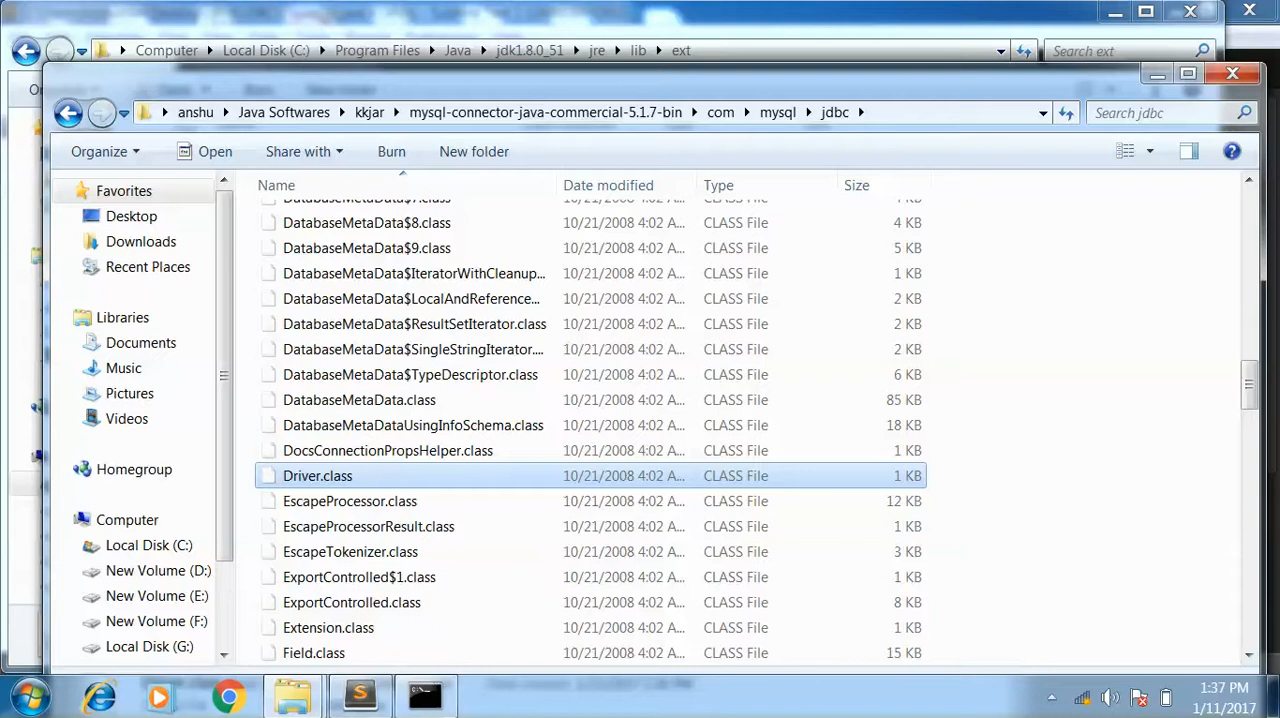 Computer Local Disk (C:) Program Files Java jdk1.8.0_51 jre lib ext Search ext
anshu Java Softwares kkjar mysql-connector-java-commercial-5.1.7-bin com mysql jdbc Search jdbc
Organize Open Share with Burn New folder
Favorites
Desktop
Downloads
Recent Places
Libraries
Documents
Music
Pictures
Videos
Homegroup
Computer
Local Disk (C:)
New Volume (D:)
New Volume (E:)
New Volume (F:)
Local Disk (G:)
Name Date modified Type Size
DatabaseMetaData$8.class 10/21/2008 4:02 A... CLASS File 4 KB
DatabaseMetaData$9.class 10/21/2008 4:02 A... CLASS File 5 KB
DatabaseMetaData$IteratorWithCleanup... 10/21/2008 4:02 A... CLASS File 1 KB
DatabaseMetaData$LocalAndReference... 10/21/2008 4:02 A... CLASS File 2 KB
DatabaseMetaData$ResultSetIterator.class 10/21/2008 4:02 A... CLASS File 2 KB
DatabaseMetaData$SingleStringIterator.... 10/21/2008 4:02 A... CLASS File 2 KB
DatabaseMetaData$TypeDescriptor.class 10/21/2008 4:02 A... CLASS File 6 KB
DatabaseMetaData.class 10/21/2008 4:02 A... CLASS File 85 KB
DatabaseMetaDataUsingInfoSchema.class 10/21/2008 4:02 A... CLASS File 18 KB
DocsConnectionPropsHelper.class 10/21/2008 4:02 A... CLASS File 1 KB
Driver.class 10/21/2008 4:02 A... CLASS File 1 KB
EscapeProcessor.class 10/21/2008 4:02 A... CLASS File 12 KB
EscapeProcessorResult.class 10/21/2008 4:02 A... CLASS File 1 KB
EscapeTokenizer.class 10/21/2008 4:02 A... CLASS File 3 KB
ExportControlled$1.class 10/21/2008 4:02 A... CLASS File 1 KB
ExportControlled.class 10/21/2008 4:02 A... CLASS File 8 KB
Extension.class 10/21/2008 4:02 A... CLASS File 1 KB
Field.class 10/21/2008 4:02 A... CLASS File 15 KB
1:37 PM
1/11/2017